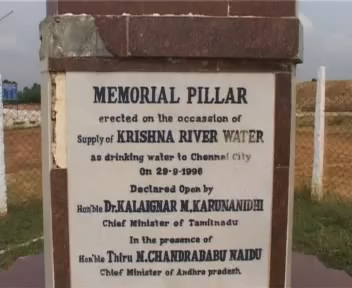 MEMORIAL PILLAR
erected on the occassion of
Supply of KRISHNA RIVER WATER
as drinking water to Chennai City
On 29-9-1996
Declared Open by
Hon'ble Dr.KALAIGNAR M.KARUNANIDHI
Chief Minister of Tamilnadu
In the presence of
Hon'ble Thiru N.CHANDRABABU NAIDU
Chief Minister of Andhra pradesh.